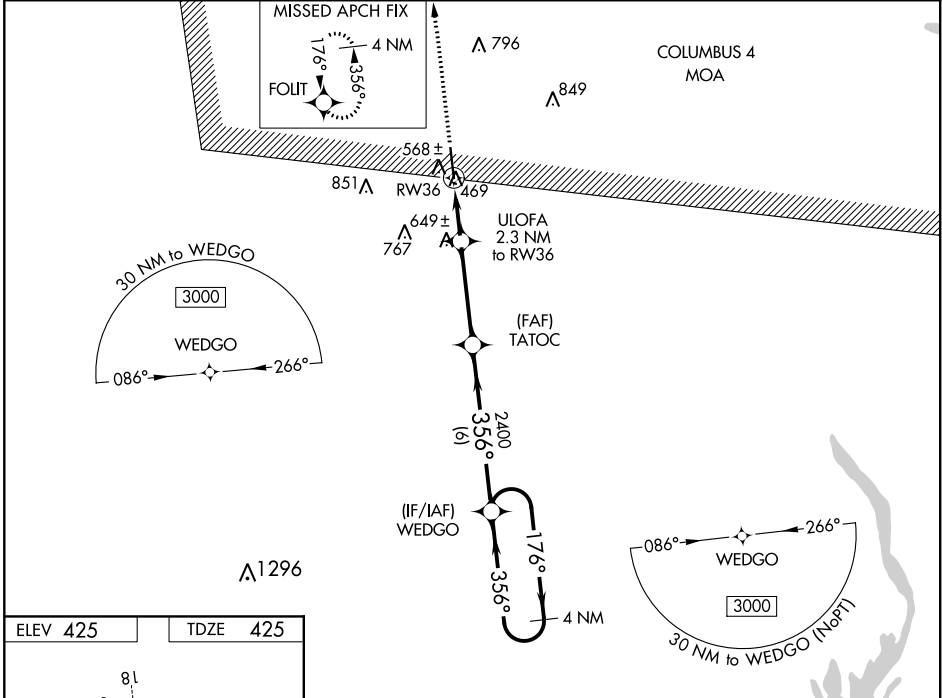 MISSED APCH FIX
4 NM
176°
356°
FOLIT
796
849
COLUMBUS 4
MOA
568 ±
851
RW36
469
649 ±
767
ULOFA
2.3 NM
to RW36
30 NM to WEDGO
3000
WEDGO
086°
266°
(FAF)
TATOC
2400
356°
(6)
(IF/IAF)
WEDGO
176°
356°
4 NM
086°
266°
WEDGO
3000
30 NM to WEDGO (NoPT)
1296
ELEV 425
TDZE 425
18